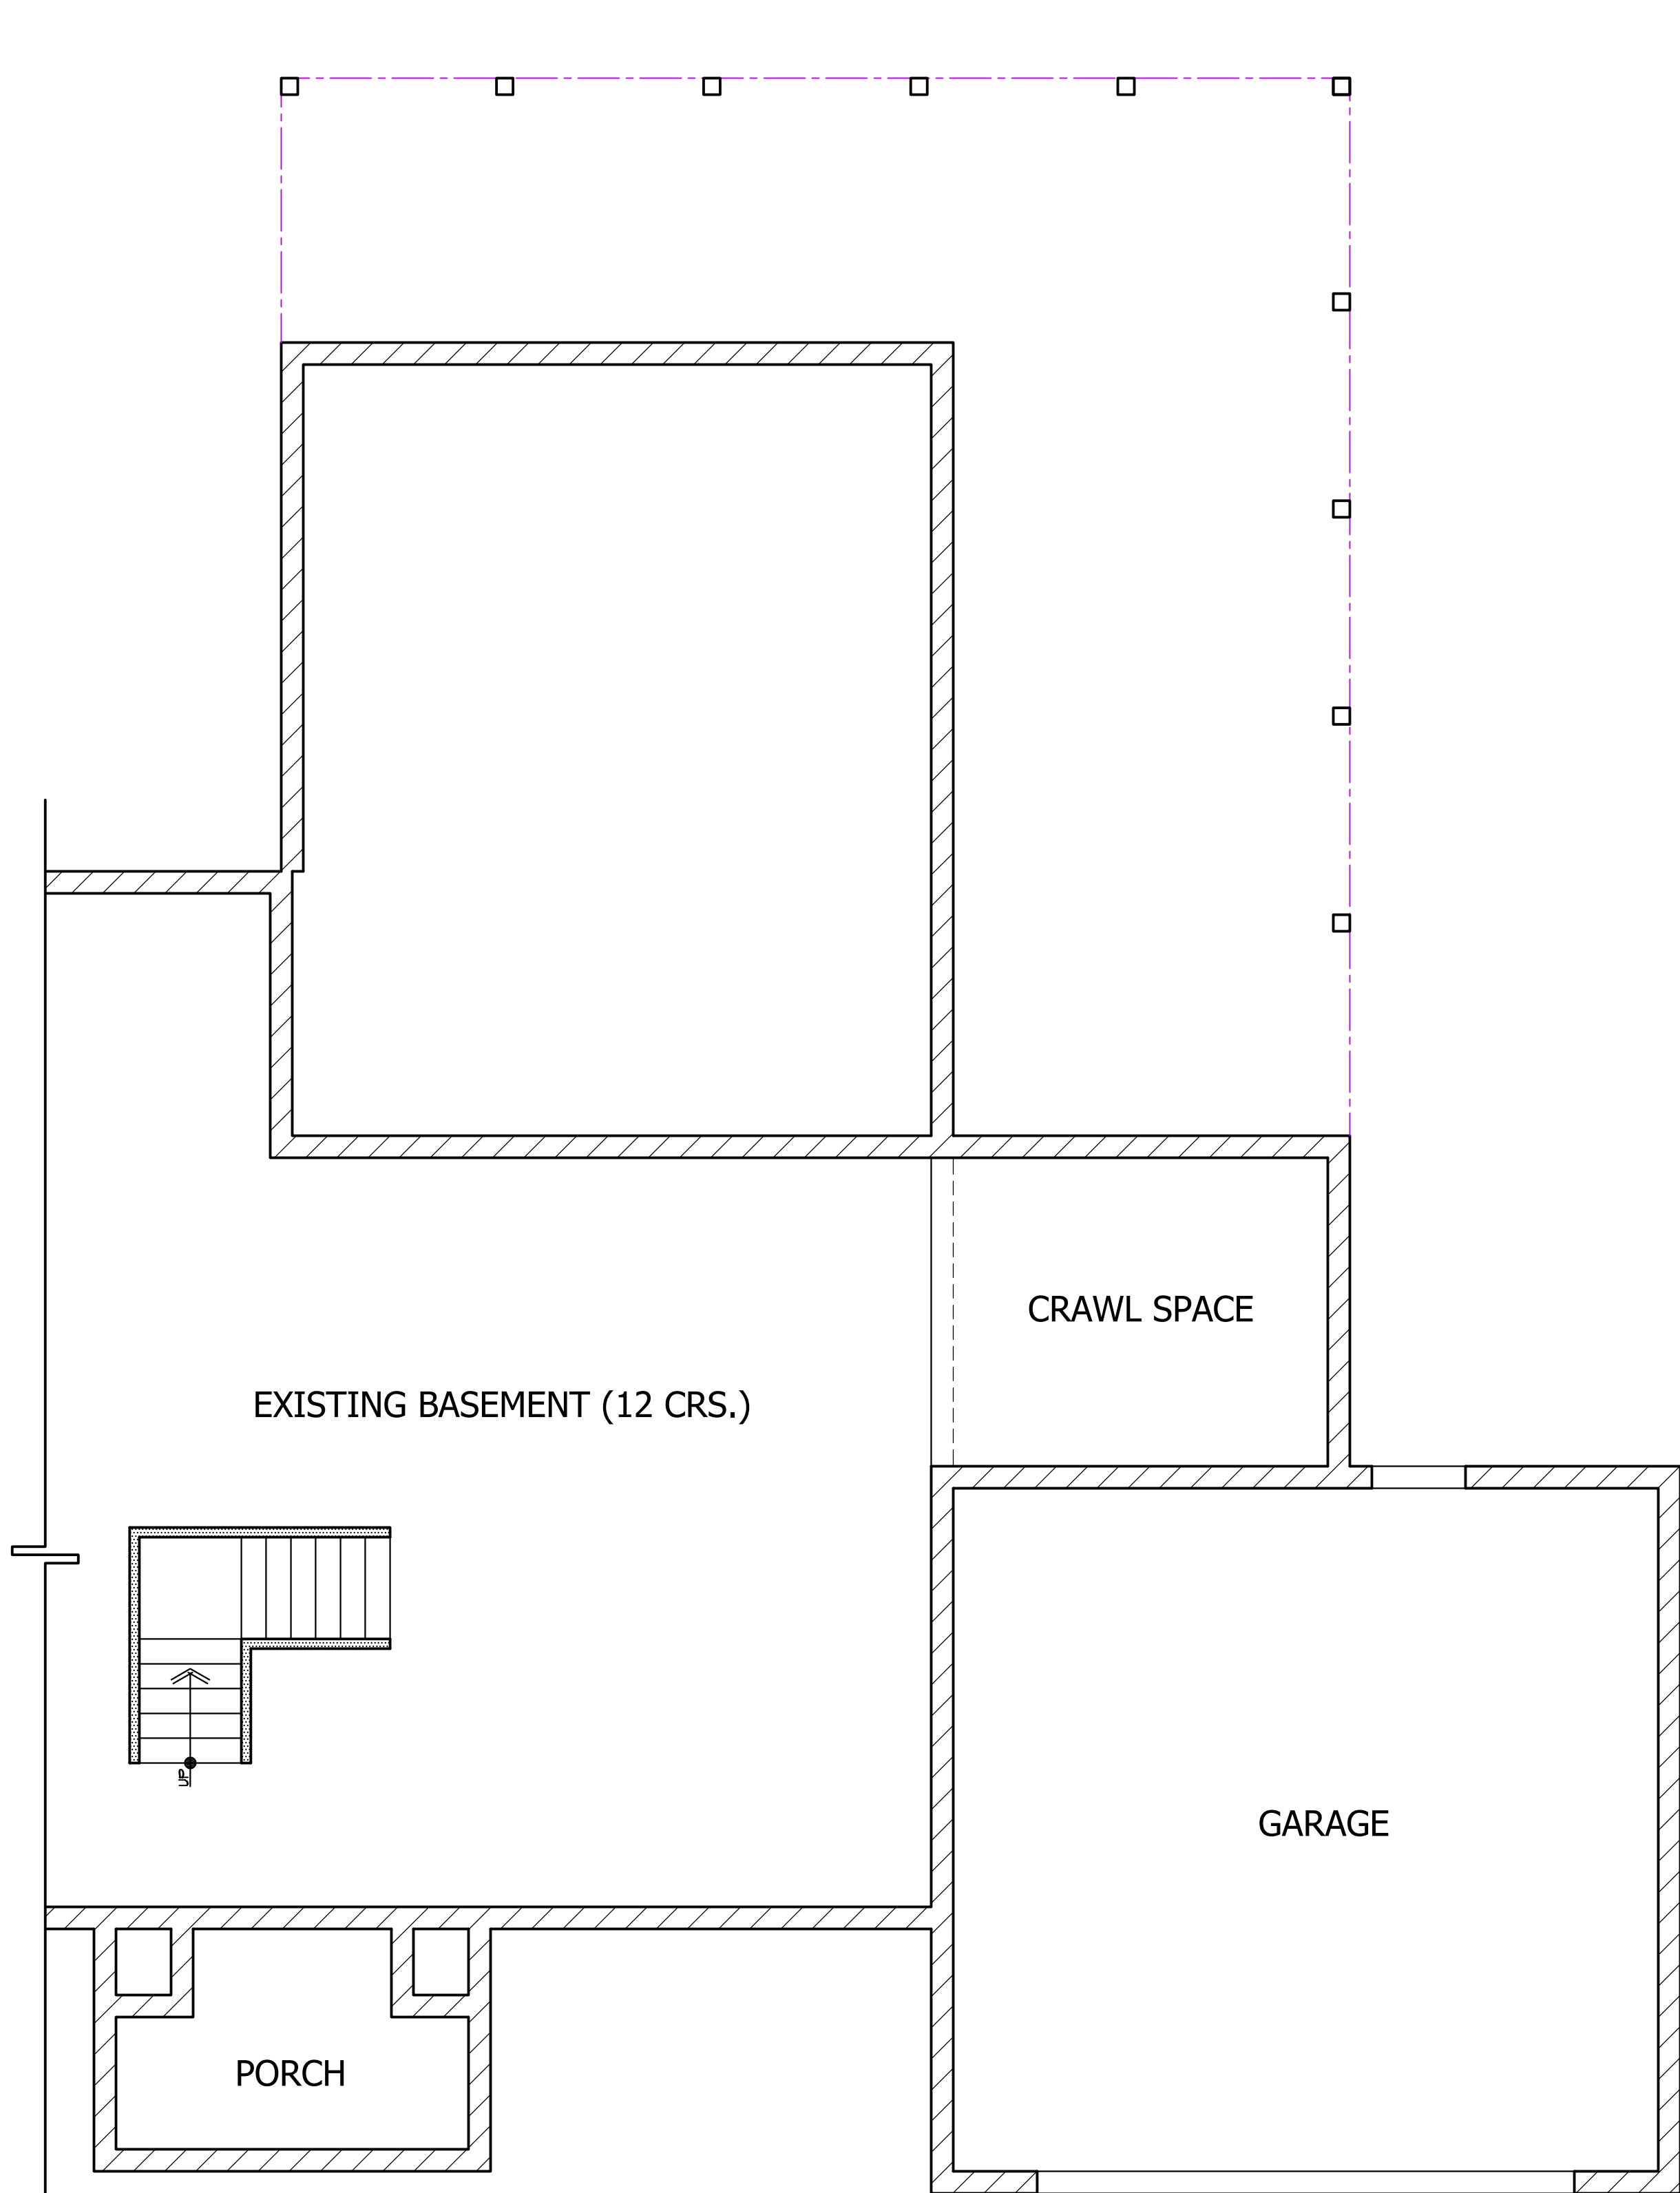 CRAWL SPACE
EXISTING BASEMENT (12 CRS.)
UP
GARAGE
PORCH